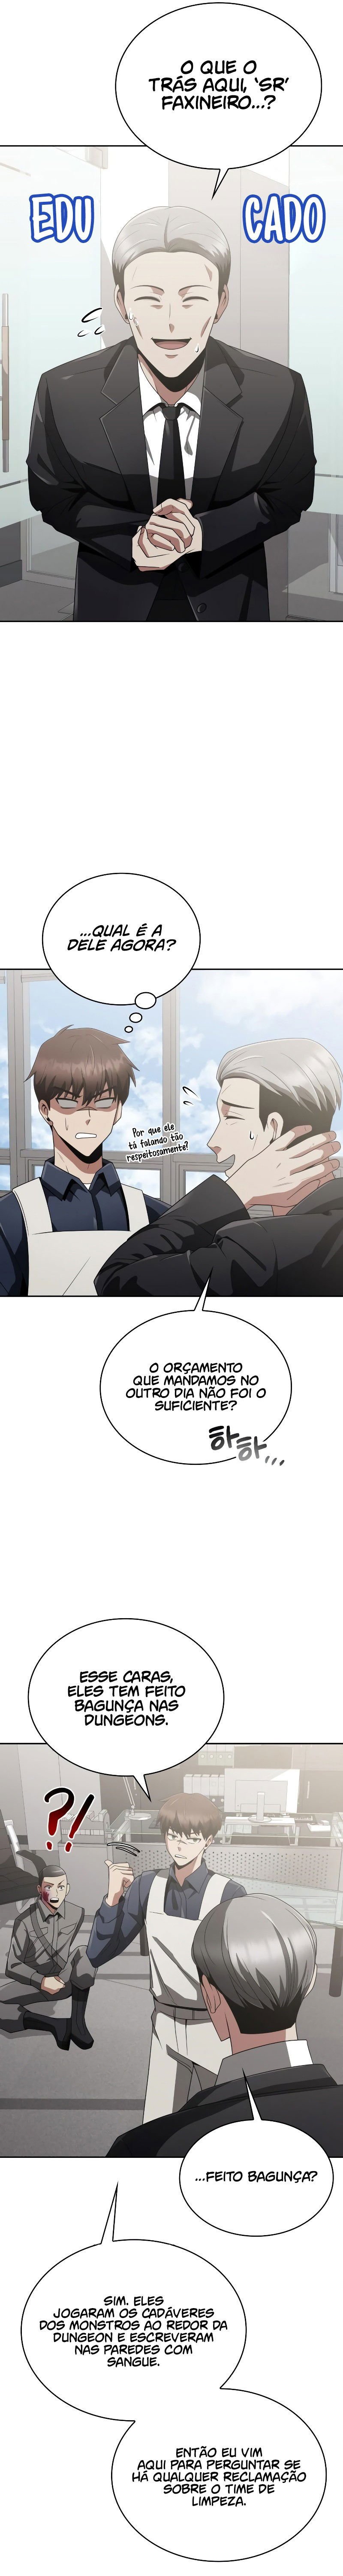 O QUE O
TRÁS AQUI, 'SR'
FAXINEIRO...?
EDU CADO
...QUAL É A
DELE AGORA?
Por que ele
tá falando tão
respeitosamente?
O ORÇAMENTO
QUE MANDAMOS NO
OUTRO DIA NÃO FOI O
SUFICIENTE?
하하...
ESSE CARAS,
ELES TEM FEITO
BAGUNÇA NAS
DUNGEONS.
?!
...FEITO BAGUNÇA?
SIM. ELES
JOGARAM OS CADÁVERES
DOS MONSTROS AO REDOR DA
DUNGEON E ESCREVERAM
NAS PAREDES COM
SANGUE.
ENTÃO EU VIM
AQUI PARA PERGUNTAR SE
HÁ QUALQUER RECLAMAÇÃO
SOBRE O TIME DE
LIMPEZA.